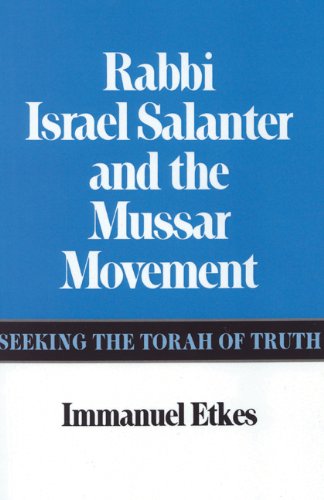 Rabbi
Israel Salanter
and the
Mussar
Movement
SEEKING THE TORAH OF TRUTH
Immanuel Etkes